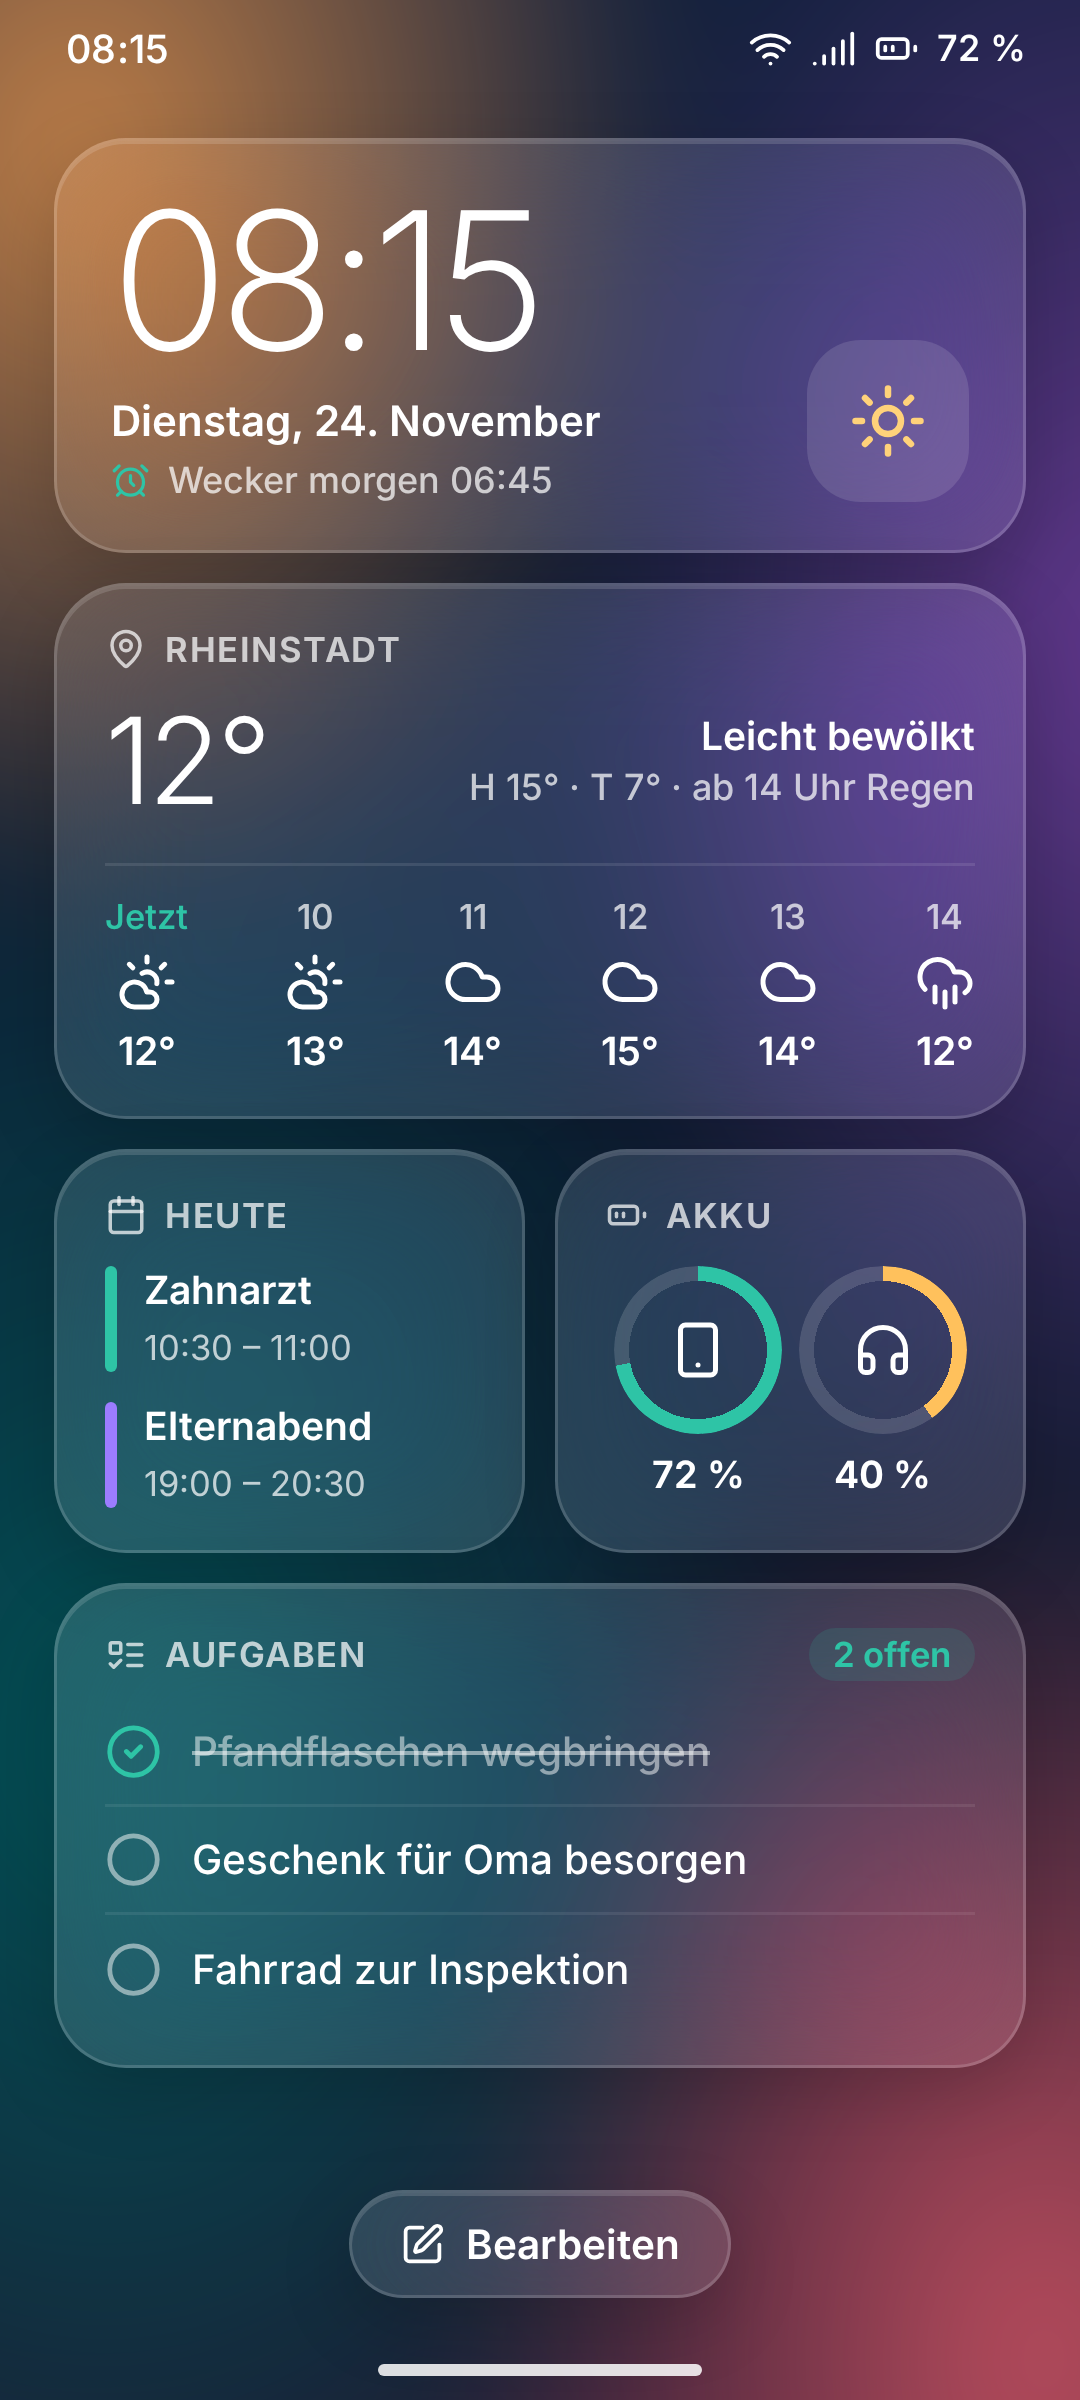 08:15
72 %
08:15
Dienstag, 24. November
Wecker morgen 06:45
RHEINSTADT
12°
Leicht bewölkt
H 15° · T 7° · ab 14 Uhr Regen
Jetzt 10 11 12 13 14
12° 13° 14° 15° 14° 12°
HEUTE
Zahnarzt
10:30 – 11:00
Elternabend
19:00 – 20:30
AKKU
72 % 40 %
AUFGABEN
2 offen
Pfandflaschen wegbringen
Geschenk für Oma besorgen
Fahrrad zur Inspektion
Bearbeiten